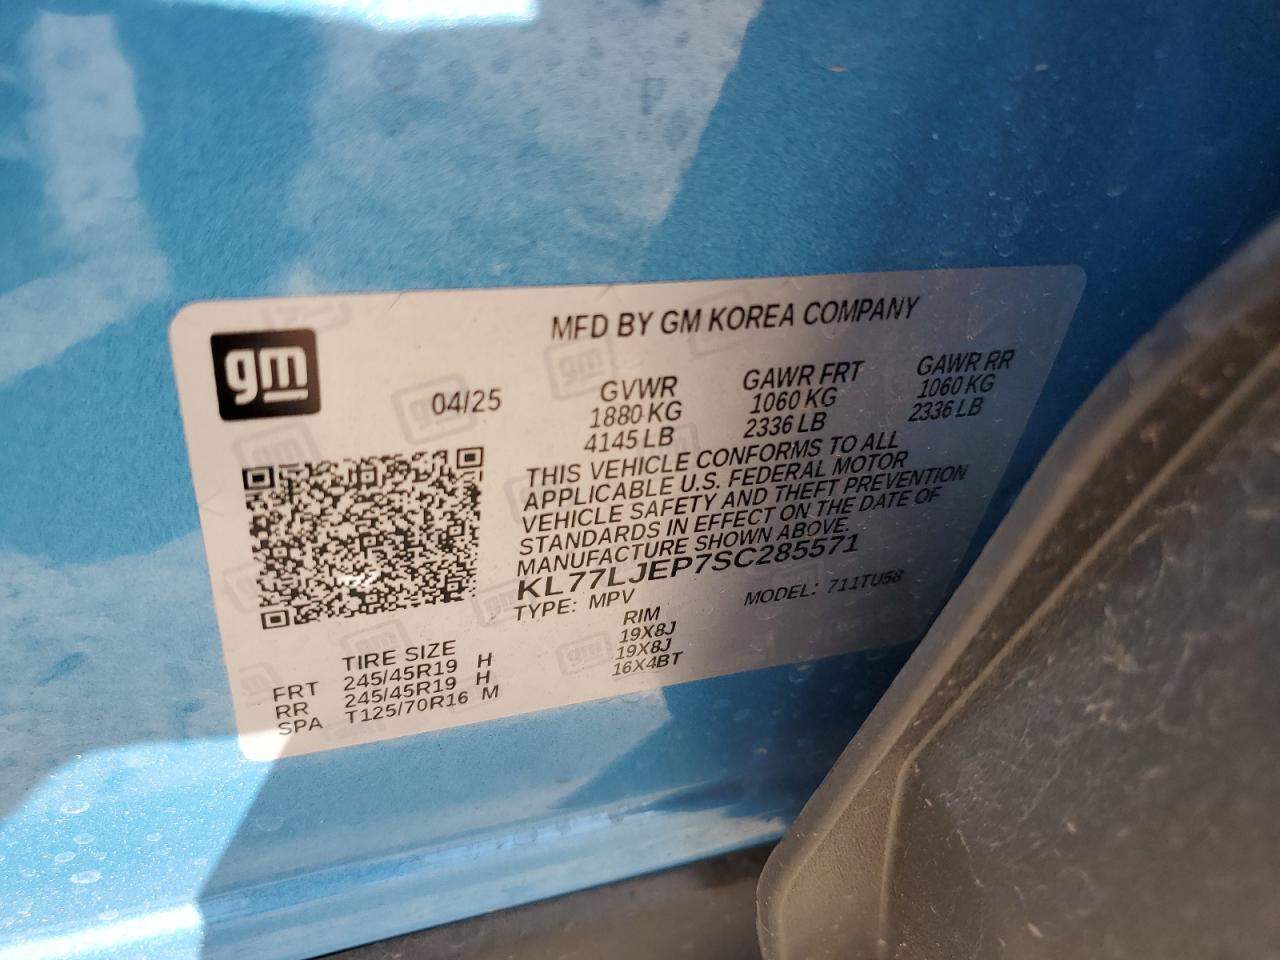 gm
MFD BY GM KOREA COMPANY
04/25
GVWR GAWR FRT GAWR RR
1880 KG 1060 KG 1060 KG
4145 LB 2336 LB 2336 LB
THIS VEHICLE CONFORMS TO ALL
APPLICABLE U.S. FEDERAL MOTOR
VEHICLE SAFETY AND THEFT PREVENTION
STANDARDS IN EFFECT ON THE DATE OF
MANUFACTURE SHOWN ABOVE.
KL77LJEP7SC285571
TYPE: MPV MODEL: 711TU58
TIRE SIZE RIM
FRT 245/45R19 H 19X8J
RR 245/45R19 H 19X8J
SPA T125/70R16 M 16X4BT